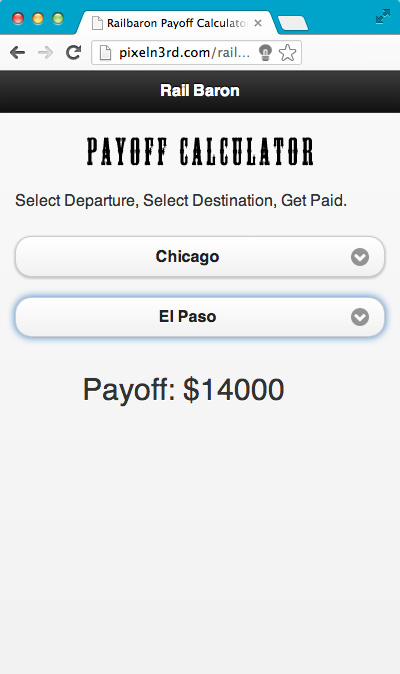 Railbaron Payoff Calculato
pixeln3rd.com/rail...
Rail Baron
PAYOFF CALCULATOR
Select Departure, Select Destination, Get Paid.
Chicago
El Paso
Payoff: $14000